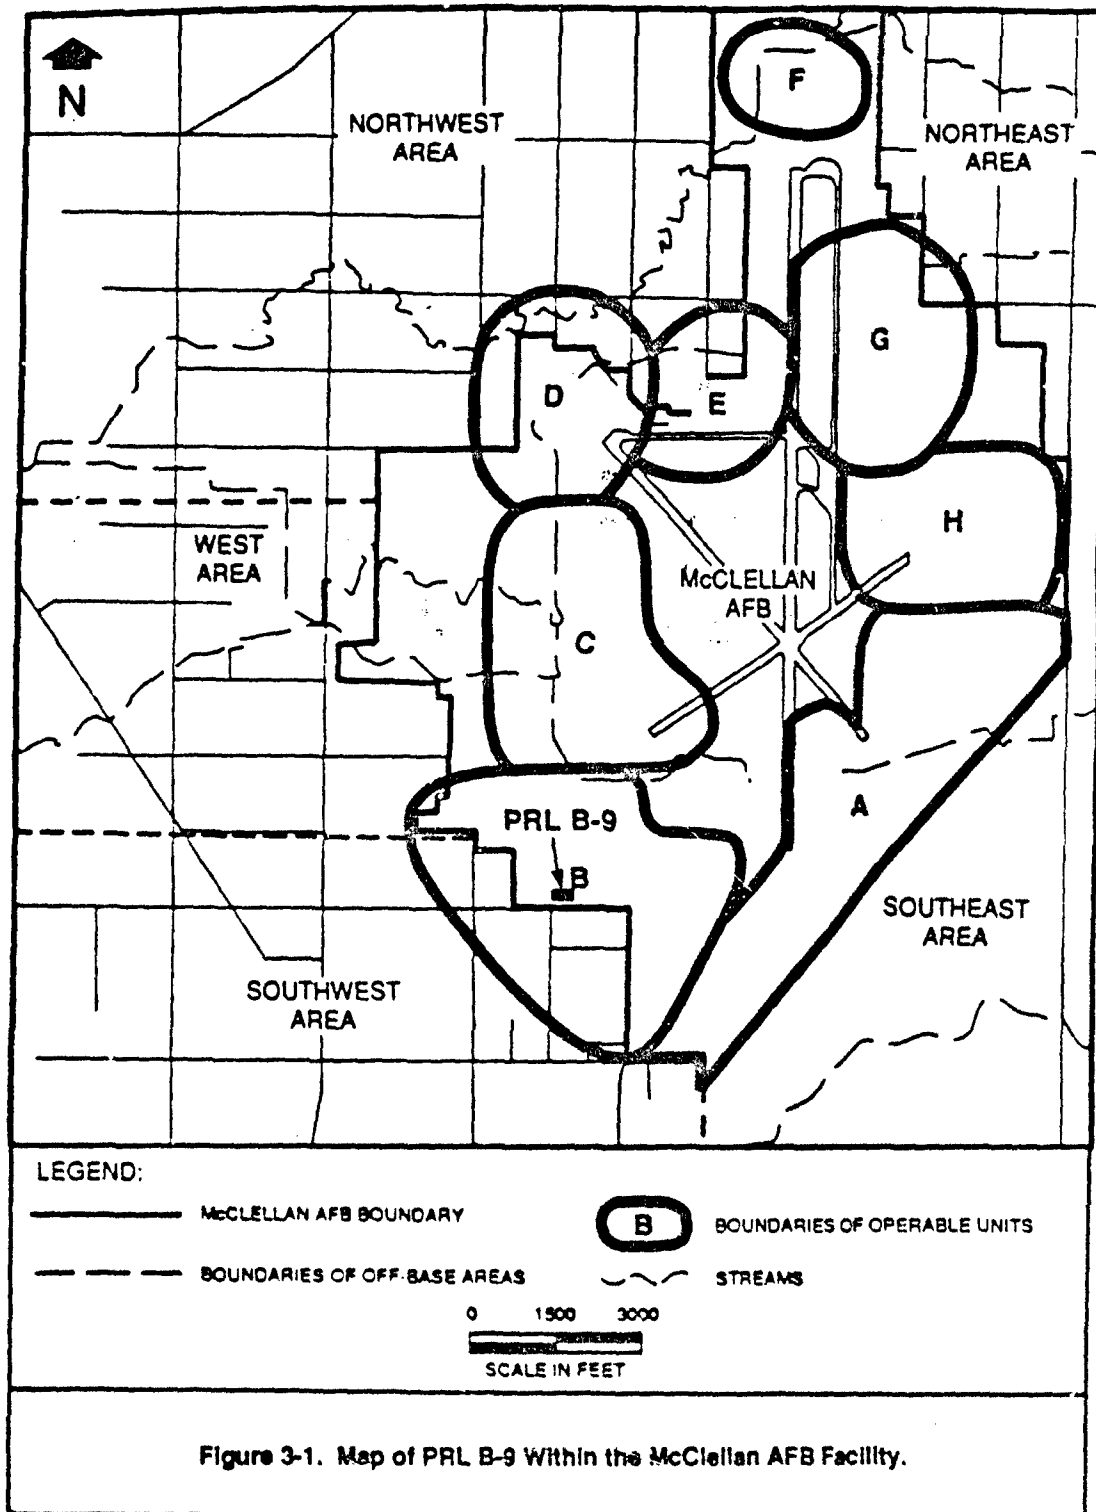 N
NORTHWEST
AREA
F
NORTHEAST
AREA
G
D
E
H
WEST
AREA
McCLELLAN
AFB
C
A
PRL B-9
B
SOUTHEAST
AREA
SOUTHWEST
AREA
LEGEND:
McCLELLAN AFB BOUNDARY
B
BOUNDARIES OF OPERABLE UNITS
BOUNDARIES OF OFF-BASE AREAS
STREAMS
0 1500 3000
SCALE IN FEET
Figure 3-1. Map of PRL B-9 Within the McClellan AFB Facility.